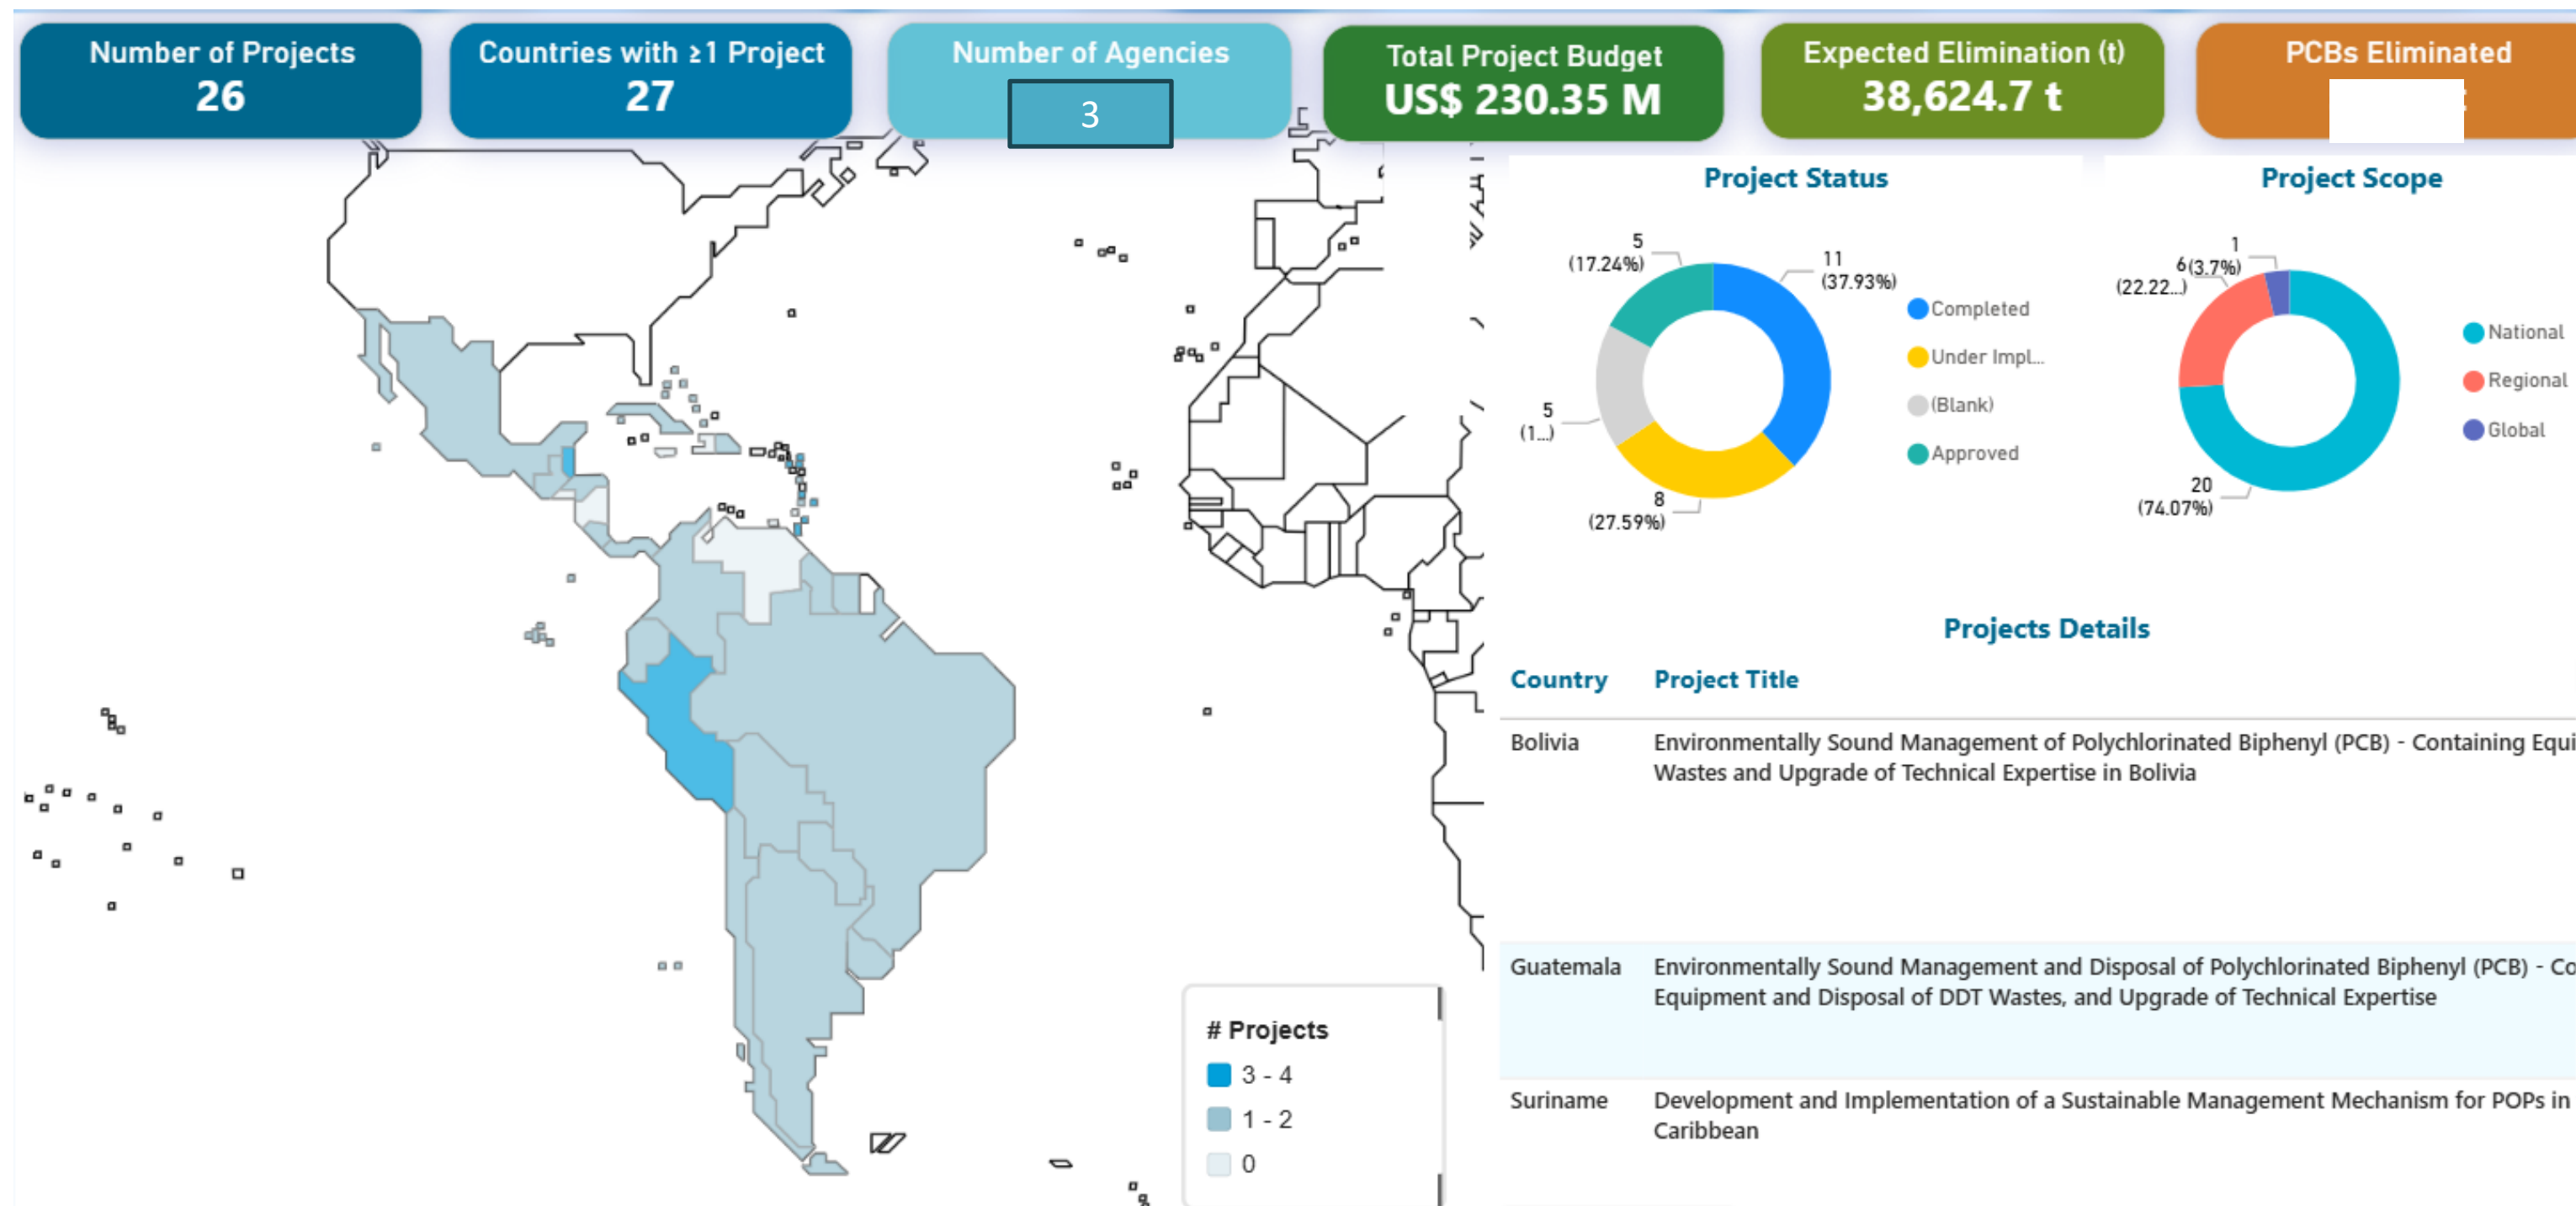 Number of Projects
26
Countries with ≥1 Project
27
Number of Agencies
3
Total Project Budget
US$ 230.35 M
Expected Elimination (t)
38,624.7 t
PCBs Eliminated
# Projects
3 - 4
1 - 2
0
Project Status
5
(17.24%)
11
(37.93%)
5
(1...)
8
(27.59%)
Completed
Under Impl...
(Blank)
Approved
Project Scope
1
(3.7%)
6
(22.22...)
20
(74.07%)
National
Regional
Global
Projects Details
Country Project Title
Bolivia Environmentally Sound Management of Polychlorinated Biphenyl (PCB) - Containing Equi
Wastes and Upgrade of Technical Expertise in Bolivia
Guatemala Environmentally Sound Management and Disposal of Polychlorinated Biphenyl (PCB) - Co
Equipment and Disposal of DDT Wastes, and Upgrade of Technical Expertise
Suriname Development and Implementation of a Sustainable Management Mechanism for POPs in
Caribbean